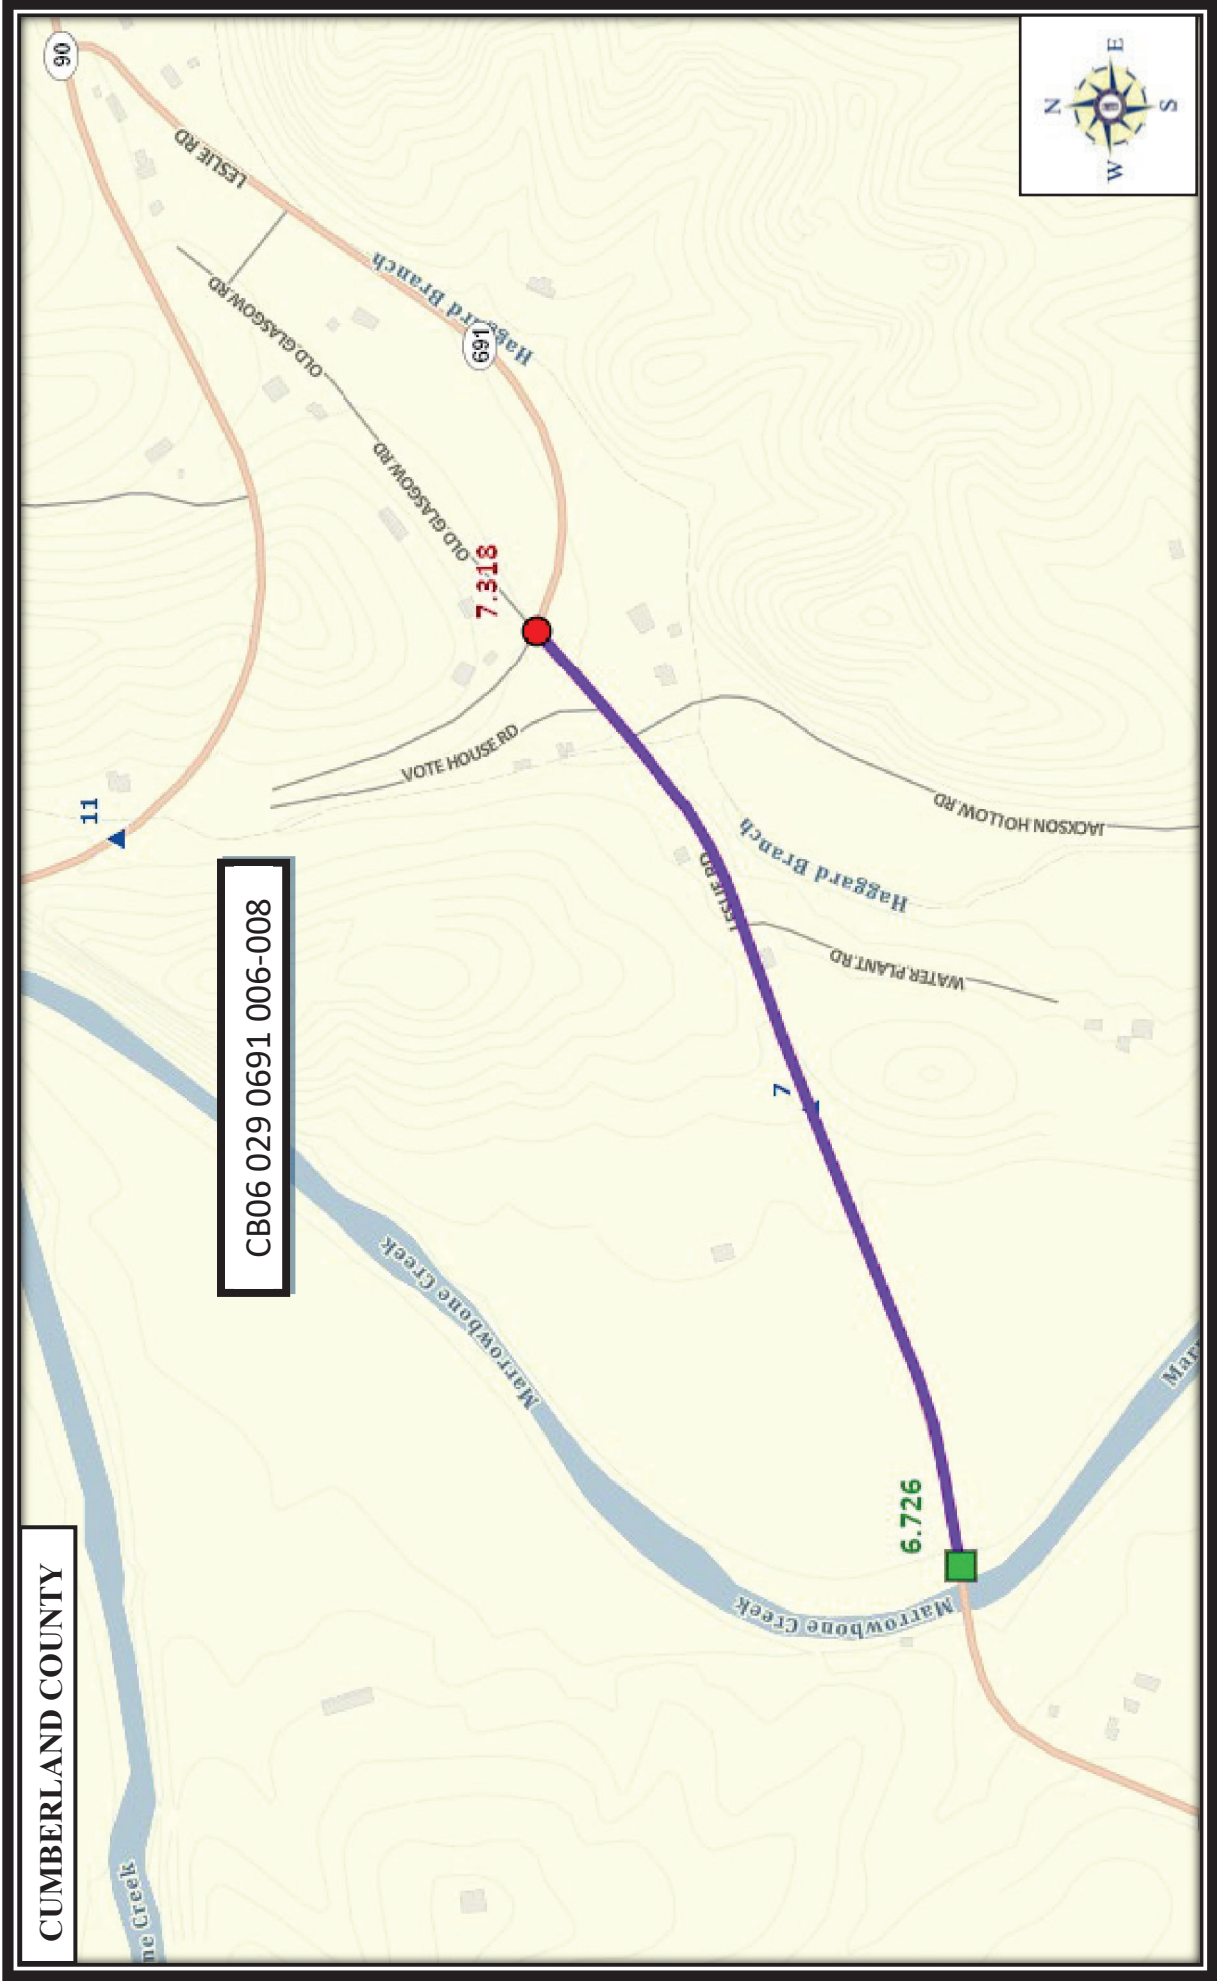 CUMBERLAND COUNTY
ne Creek
CB06 029 0691 006-008
11
90
LESLIE RD
OLD GLASGOW RD
Haggard Branch
691
OLD GLASGOW RD
7.318
VOTE HOUSE RD
Marrowbone Creek
LESLIE RD
Haggard Branch
JACKSON HOLLOW RD
WATER PLANT RD
7
6.726
Marrowbone Creek
Mar
N
W
E
S